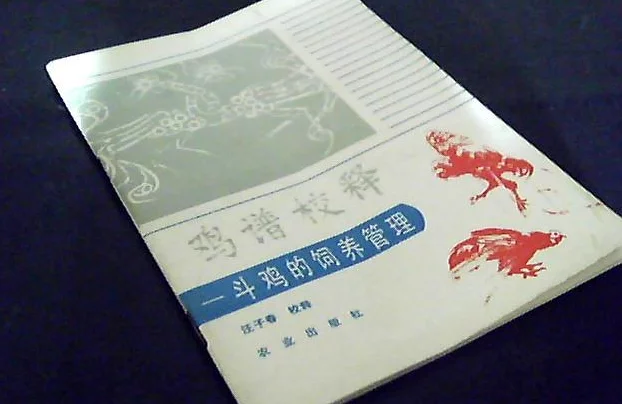 鸡谱校释
—斗鸡的饲养管理
汪子春 校释
农业出版社